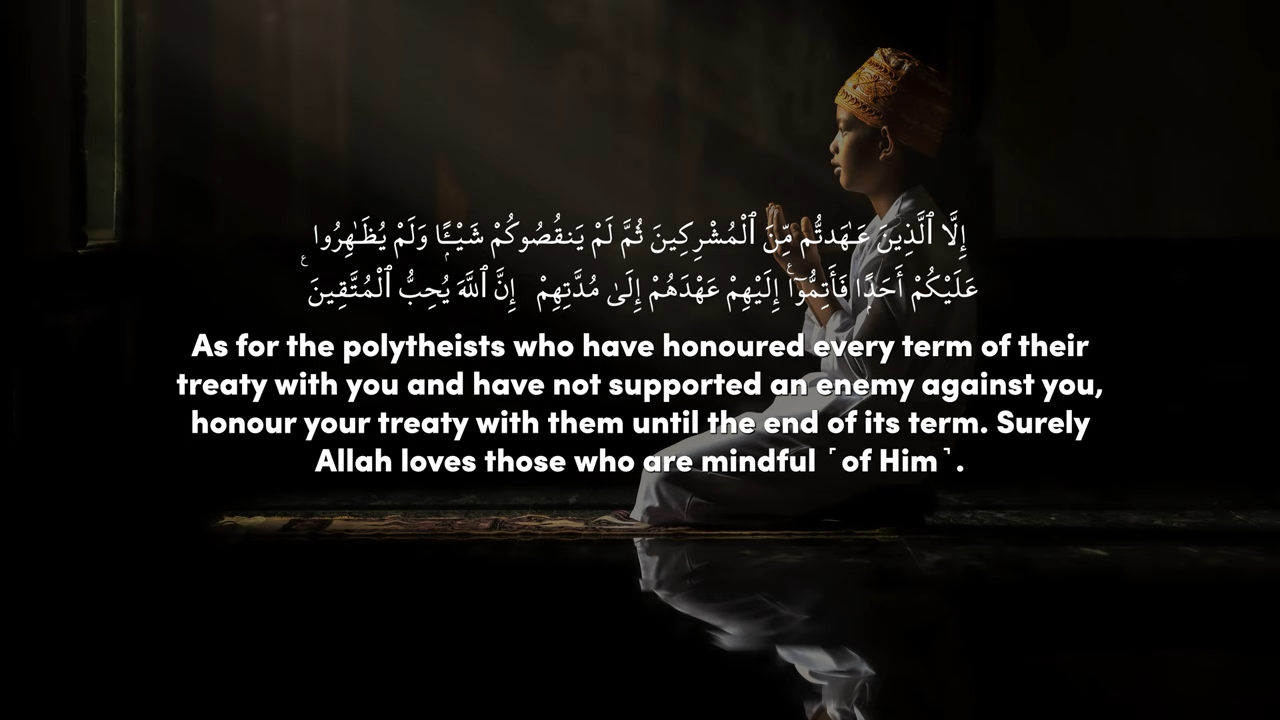 إِلَّا ٱلَّذِينَ عَـٰهَدتُّم مِّنَ ٱلْمُشْرِكِينَ ثُمَّ لَمْ يَنقُصُوكُمْ شَيْـًٔا وَلَمْ يُظَـٰهِرُوا۟
عَلَيْكُمْ أَحَدًا فَأَتِمُّوٓا۟ إِلَيْهِمْ عَهْدَهُمْ إِلَىٰ مُدَّتِهِمْ إِنَّ ٱللَّهَ يُحِبُّ ٱلْمُتَّقِينَ
As for the polytheists who have honoured every term of their
treaty with you and have not supported an enemy against you,
honour your treaty with them until the end of its term. Surely
Allah loves those who are mindful ˹of Him˺.